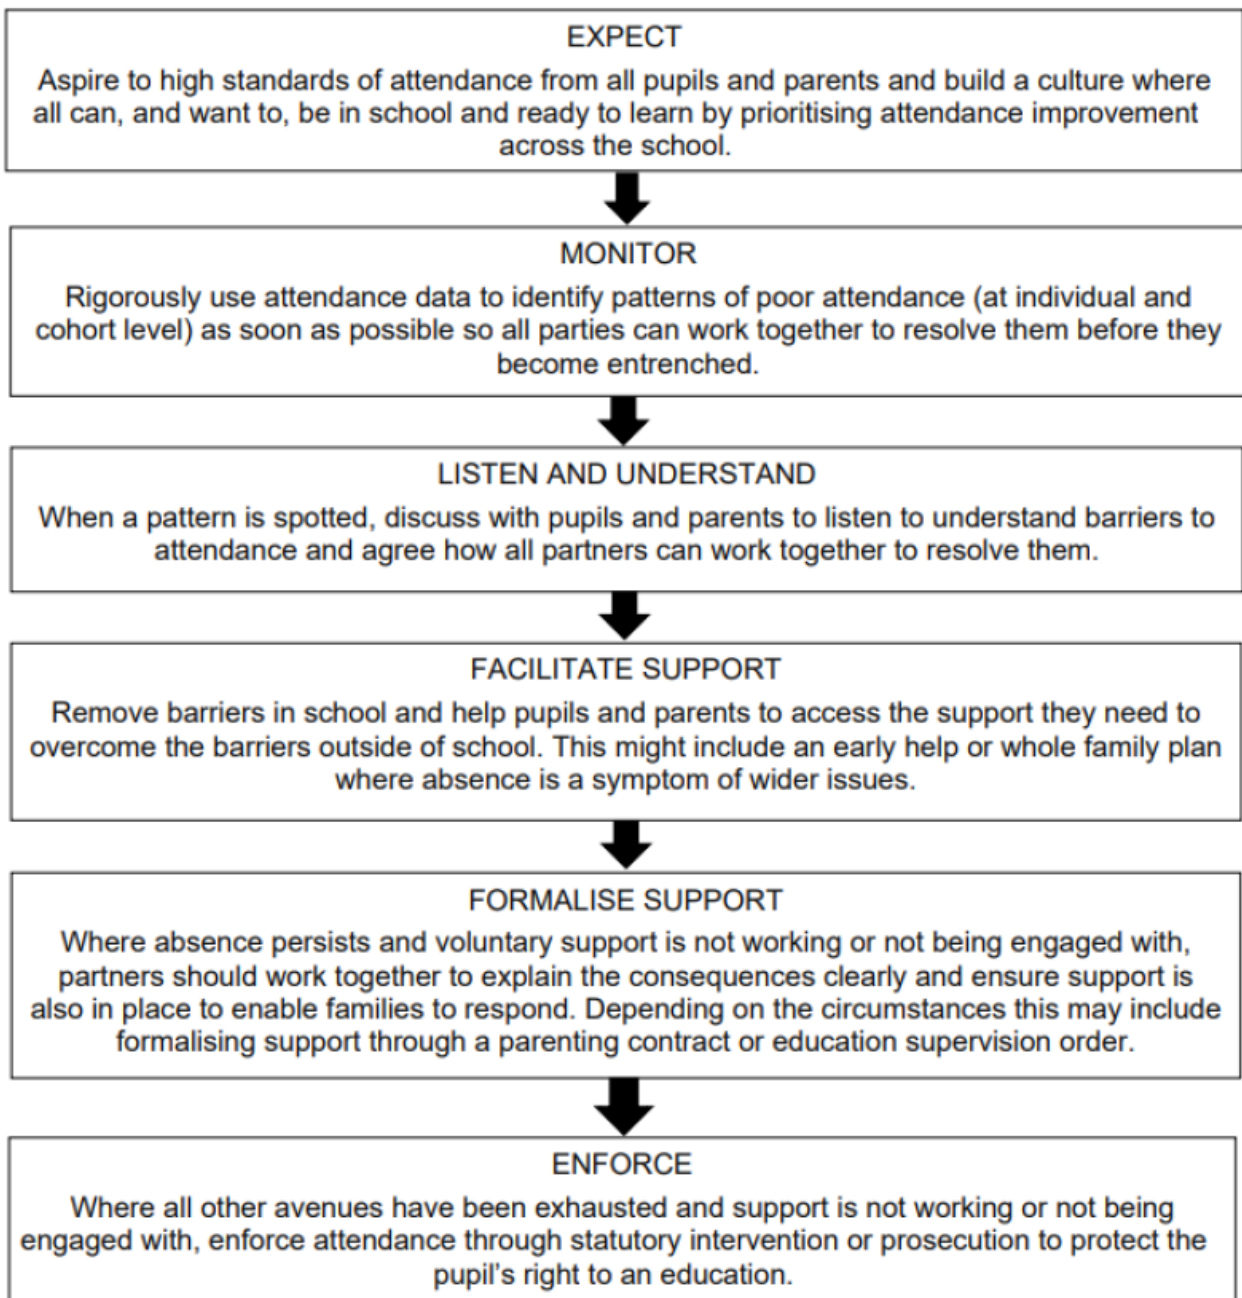 EXPECT
Aspire to high standards of attendance from all pupils and parents and build a culture where
all can, and want to, be in school and ready to learn by prioritising attendance improvement
across the school.
MONITOR
Rigorously use attendance data to identify patterns of poor attendance (at individual and
cohort level) as soon as possible so all parties can work together to resolve them before they
become entrenched.
LISTEN AND UNDERSTAND
When a pattern is spotted, discuss with pupils and parents to listen to understand barriers to
attendance and agree how all partners can work together to resolve them.
FACILITATE SUPPORT
Remove barriers in school and help pupils and parents to access the support they need to
overcome the barriers outside of school. This might include an early help or whole family plan
where absence is a symptom of wider issues.
FORMALISE SUPPORT
Where absence persists and voluntary support is not working or not being engaged with,
partners should work together to explain the consequences clearly and ensure support is
also in place to enable families to respond. Depending on the circumstances this may include
formalising support through a parenting contract or education supervision order.
ENFORCE
Where all other avenues have been exhausted and support is not working or not being
engaged with, enforce attendance through statutory intervention or prosecution to protect the
pupil's right to an education.